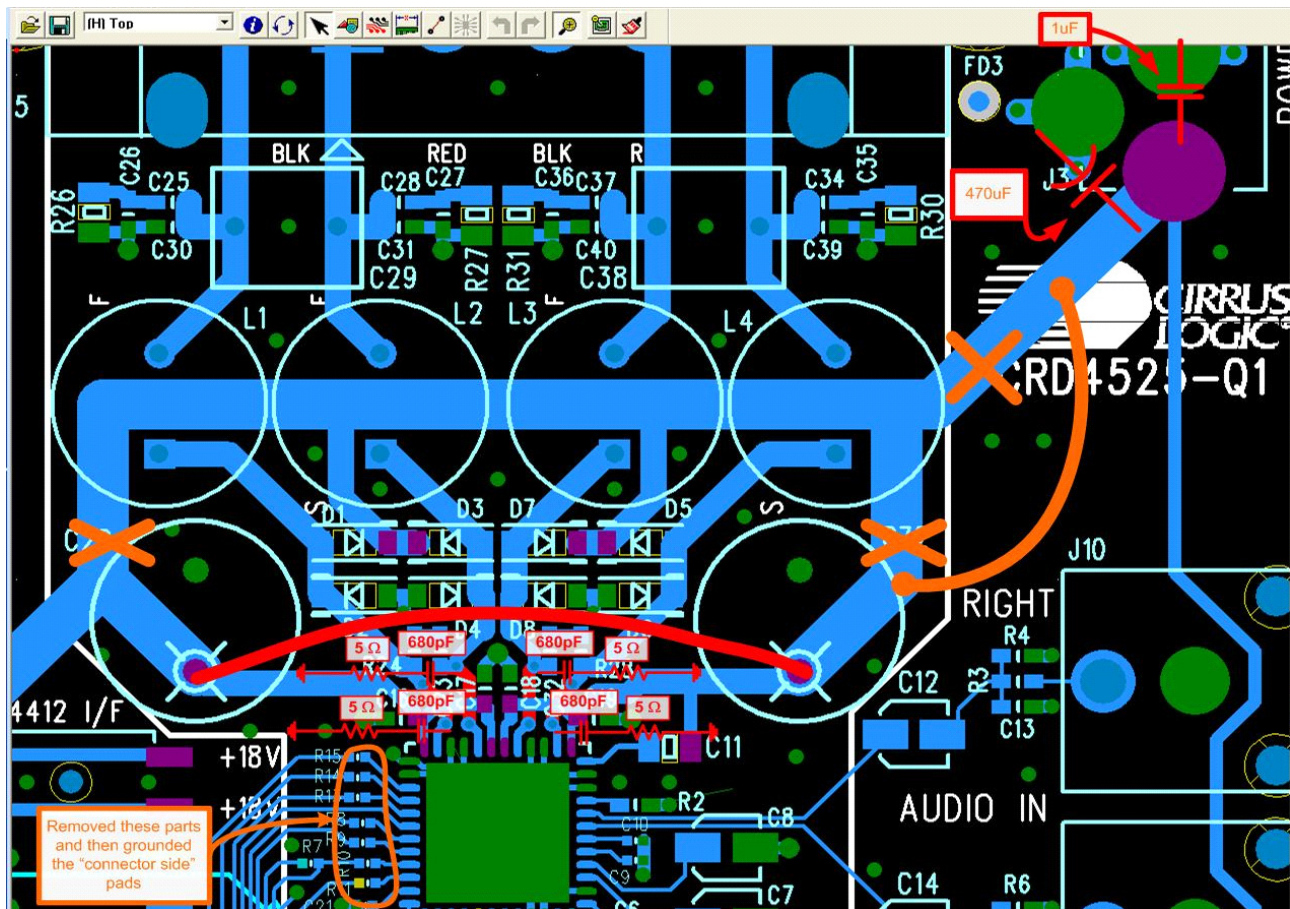 [H] Top
1uF
FD3
5
BLK
RED
BLK
R
C26
C25
C28
C27
C36
C37
C34
C35
J3
470uF
R26
R30
C30
C31
C40
C39
C29
R27
R31
C38
F
F
F
L1
L2
L3
L4
CIRRUS
LOGIC®
CRD4525-Q1
S
S
D1
D3
D7
D5
J10
RIGHT
D4
D8
5 Ω
680pF
680pF
5 Ω
R4
R3
C12
C13
C18
5 Ω
680pF
680pF
5 Ω
4412 I/F
+18V
C11
R15
+18V
R2
AUDIO IN
C8
C10
R9
R7
C9
C7
C14
R6
Removed these parts
and then grounded
the “connector side”
pads